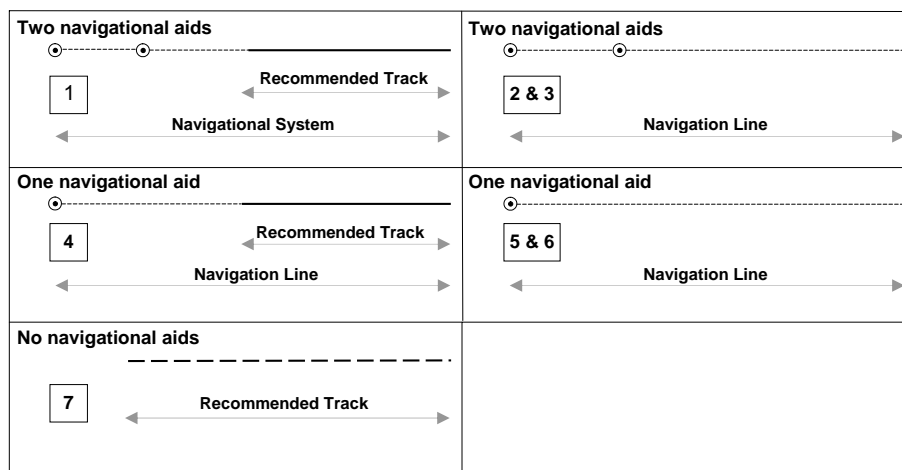 Two navigational aids
Recommended Track
1
Navigational System
Two navigational aids
2 & 3
Navigation Line
One navigational aid
Recommended Track
4
Navigation Line
One navigational aid
5 & 6
Navigation Line
No navigational aids
7
Recommended Track